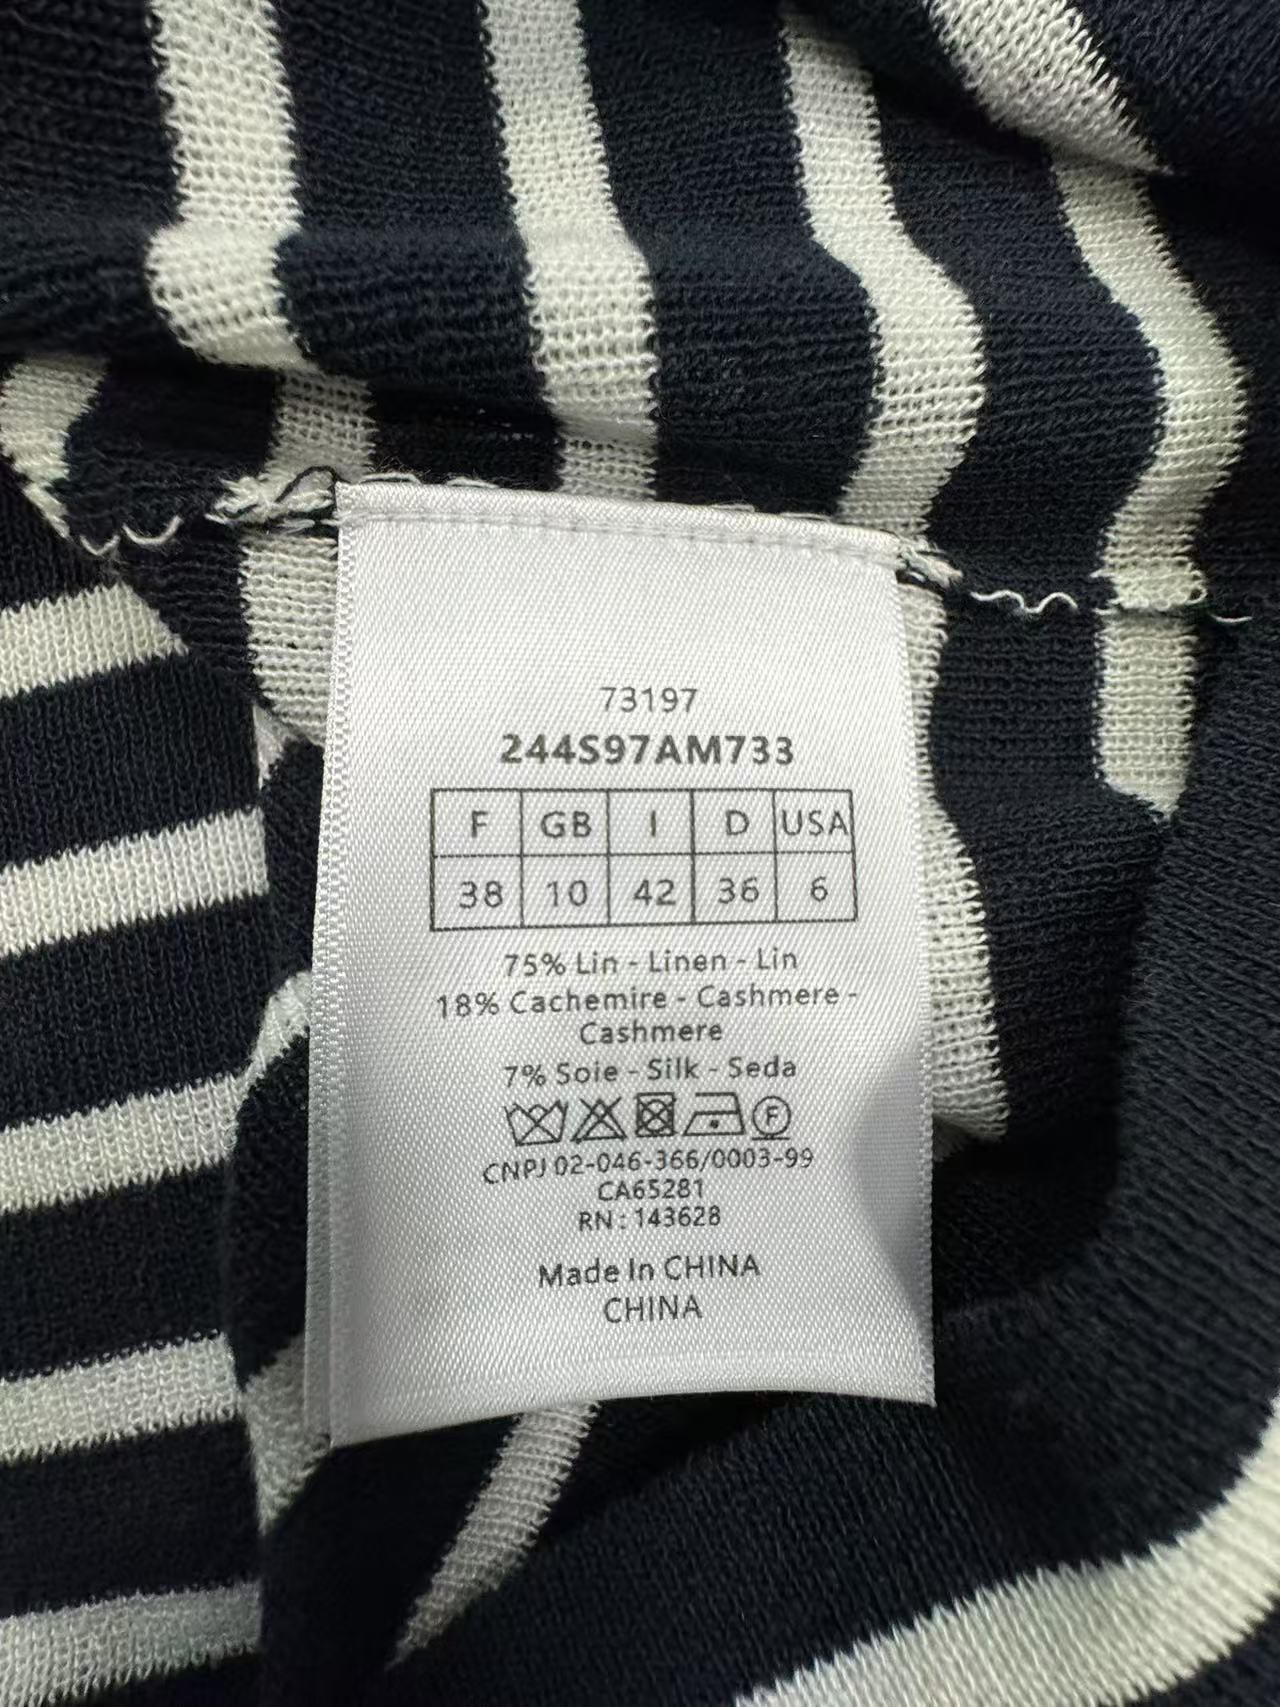 73197
244S97AM733
F GB I D USA
38 10 42 36 6
75% Lin - Linen - Lin
18% Cachemire - Cashmere -
Cashmere
7% Soie - Silk - Seda
F
CNPJ 02-046-366/0003-99
CA65281
RN : 143628
Made In CHINA
CHINA